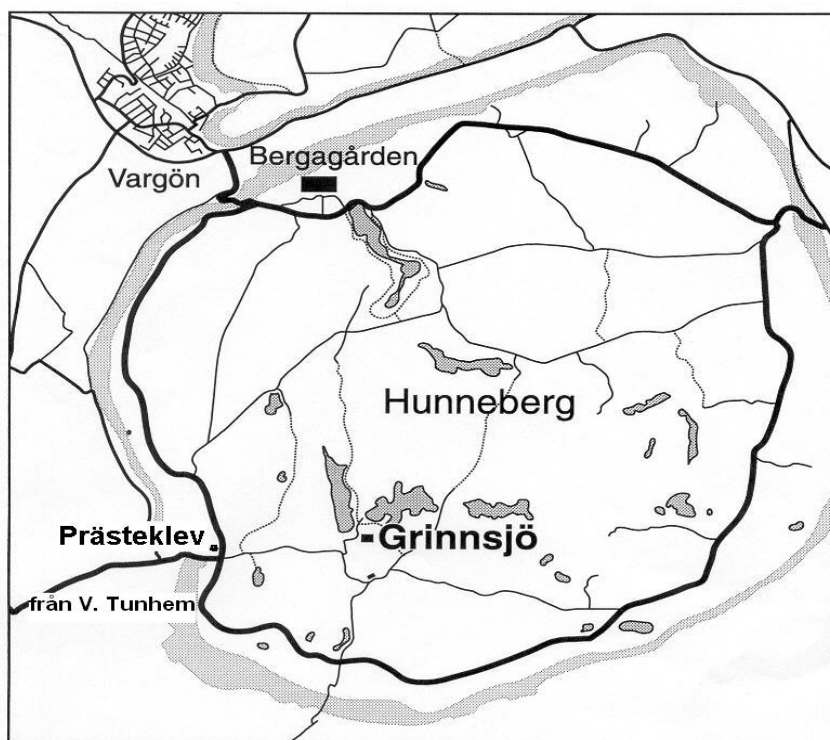 Bergagården
Vargön
Hunneberg
Prästeklev
Grinnsjö
från V. Tunhem